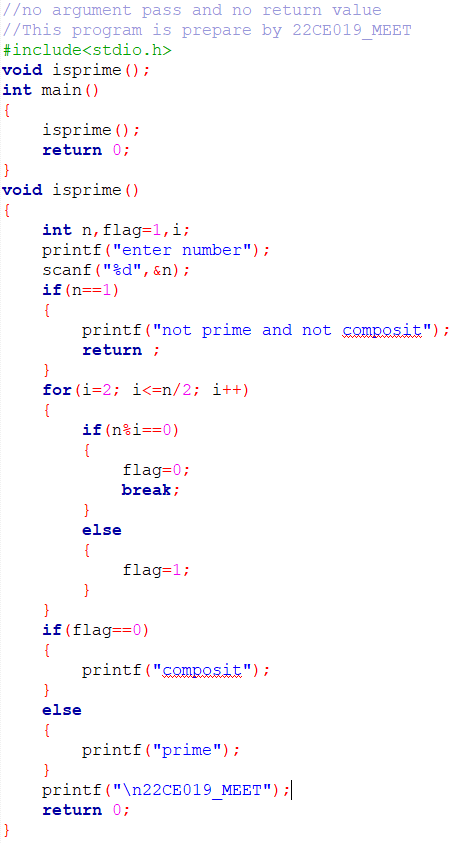 //no argument pass and no return value
//This program is prepare by 22CE019_MEET
#include<stdio.h>
void isprime();
int main()
{
    isprime();
    return 0;
}
void isprime()
{
    int n,flag=1,i;
    printf("enter number");
    scanf("%d",&n);
    if(n==1)
    {
        printf("not prime and not composit");
        return ;
    }
    for(i=2; i<=n/2; i++)
    {
        if(n%i==0)
        {
            flag=0;
            break;
        }
        else
        {
            flag=1;
        }
    }
    if(flag==0)
    {
        printf("composit");
    }
    else
    {
        printf("prime");
    }
    printf("\n22CE019_MEET");
    return 0;
}